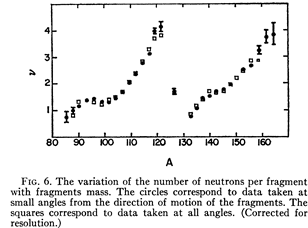 4
3
2
1
ν
80 90 100 110 120 130 140 150 160
A
FIG. 6. The variation of the number of neutrons per fragment
with fragments mass. The circles correspond to data taken at
small angles from the direction of motion of the fragments. The
squares correspond to data taken at all angles. (Corrected for
resolution.)